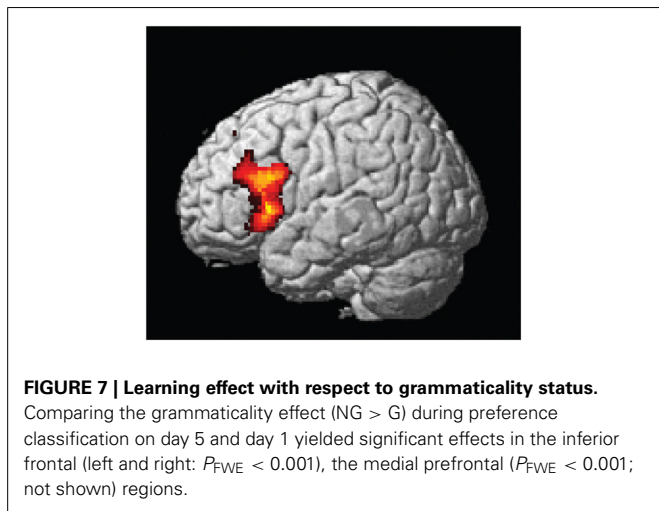 FIGURE 7 | Learning effect with respect to grammaticality status.
Comparing the grammaticality effect (NG > G) during preference
classification on day 5 and day 1 yielded significant effects in the inferior
frontal (left and right: PFWE < 0.001), the medial prefrontal (PFWE < 0.001;
not shown) regions.